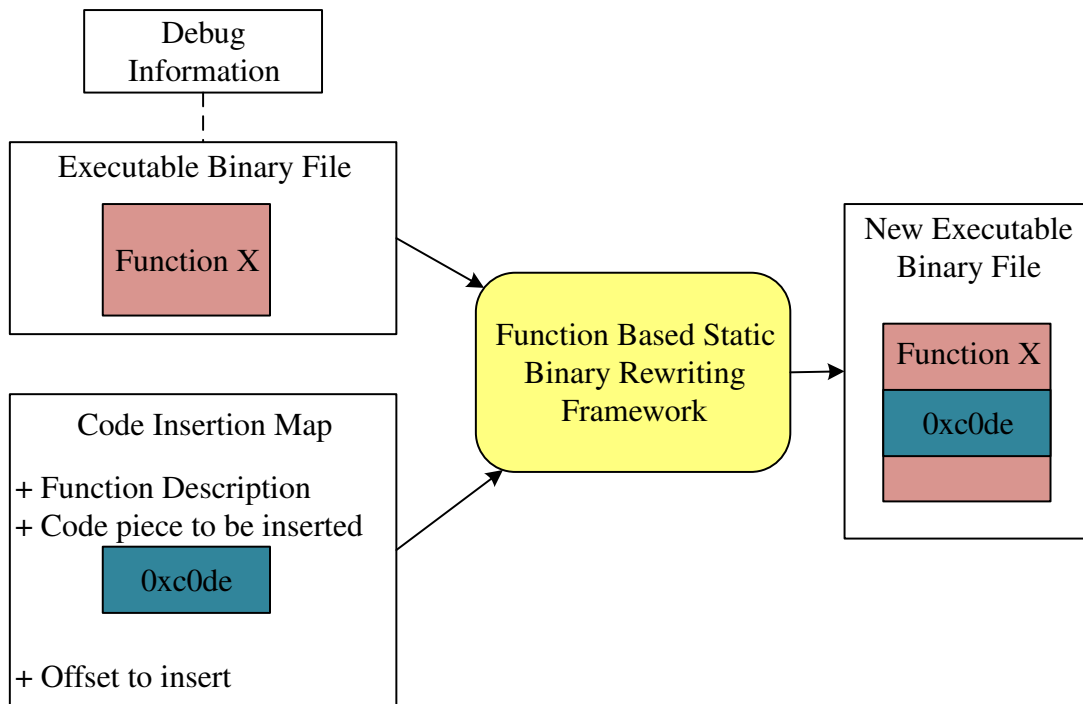 Debug
Information
Executable Binary File
Function X
Code Insertion Map
+ Function Description
+ Code piece to be inserted
0xc0de
+ Offset to insert
Function Based Static
Binary Rewriting
Framework
New Executable
Binary File
Function X
0xc0de